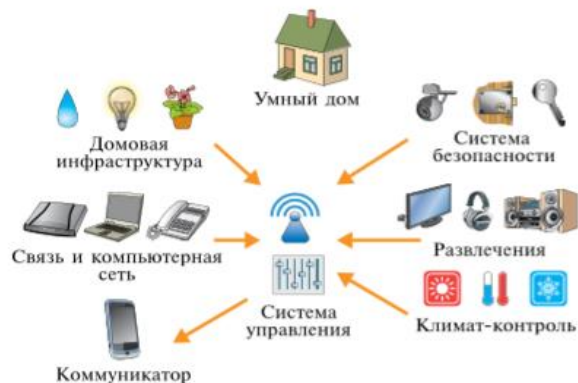 Умный дом
Домовая
инфраструктура
Система
безопасности
Связь и компьютерная
сеть
Развлечения
Система
управления
Климат-контроль
Коммуникатор